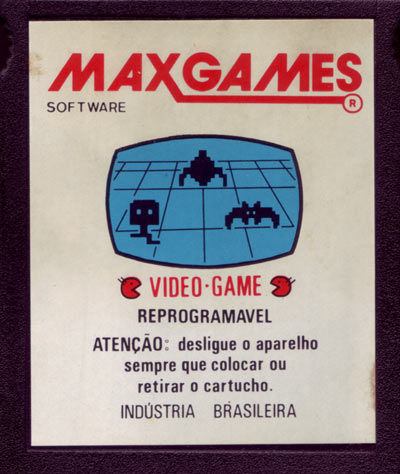 MAXGAMES
SOFTWARE
®
VIDEO·GAME
REPROGRAMAVEL
ATENÇÃO: desligue o aparelho
sempre que colocar ou
retirar o cartucho.
INDÚSTRIA BRASILEIRA